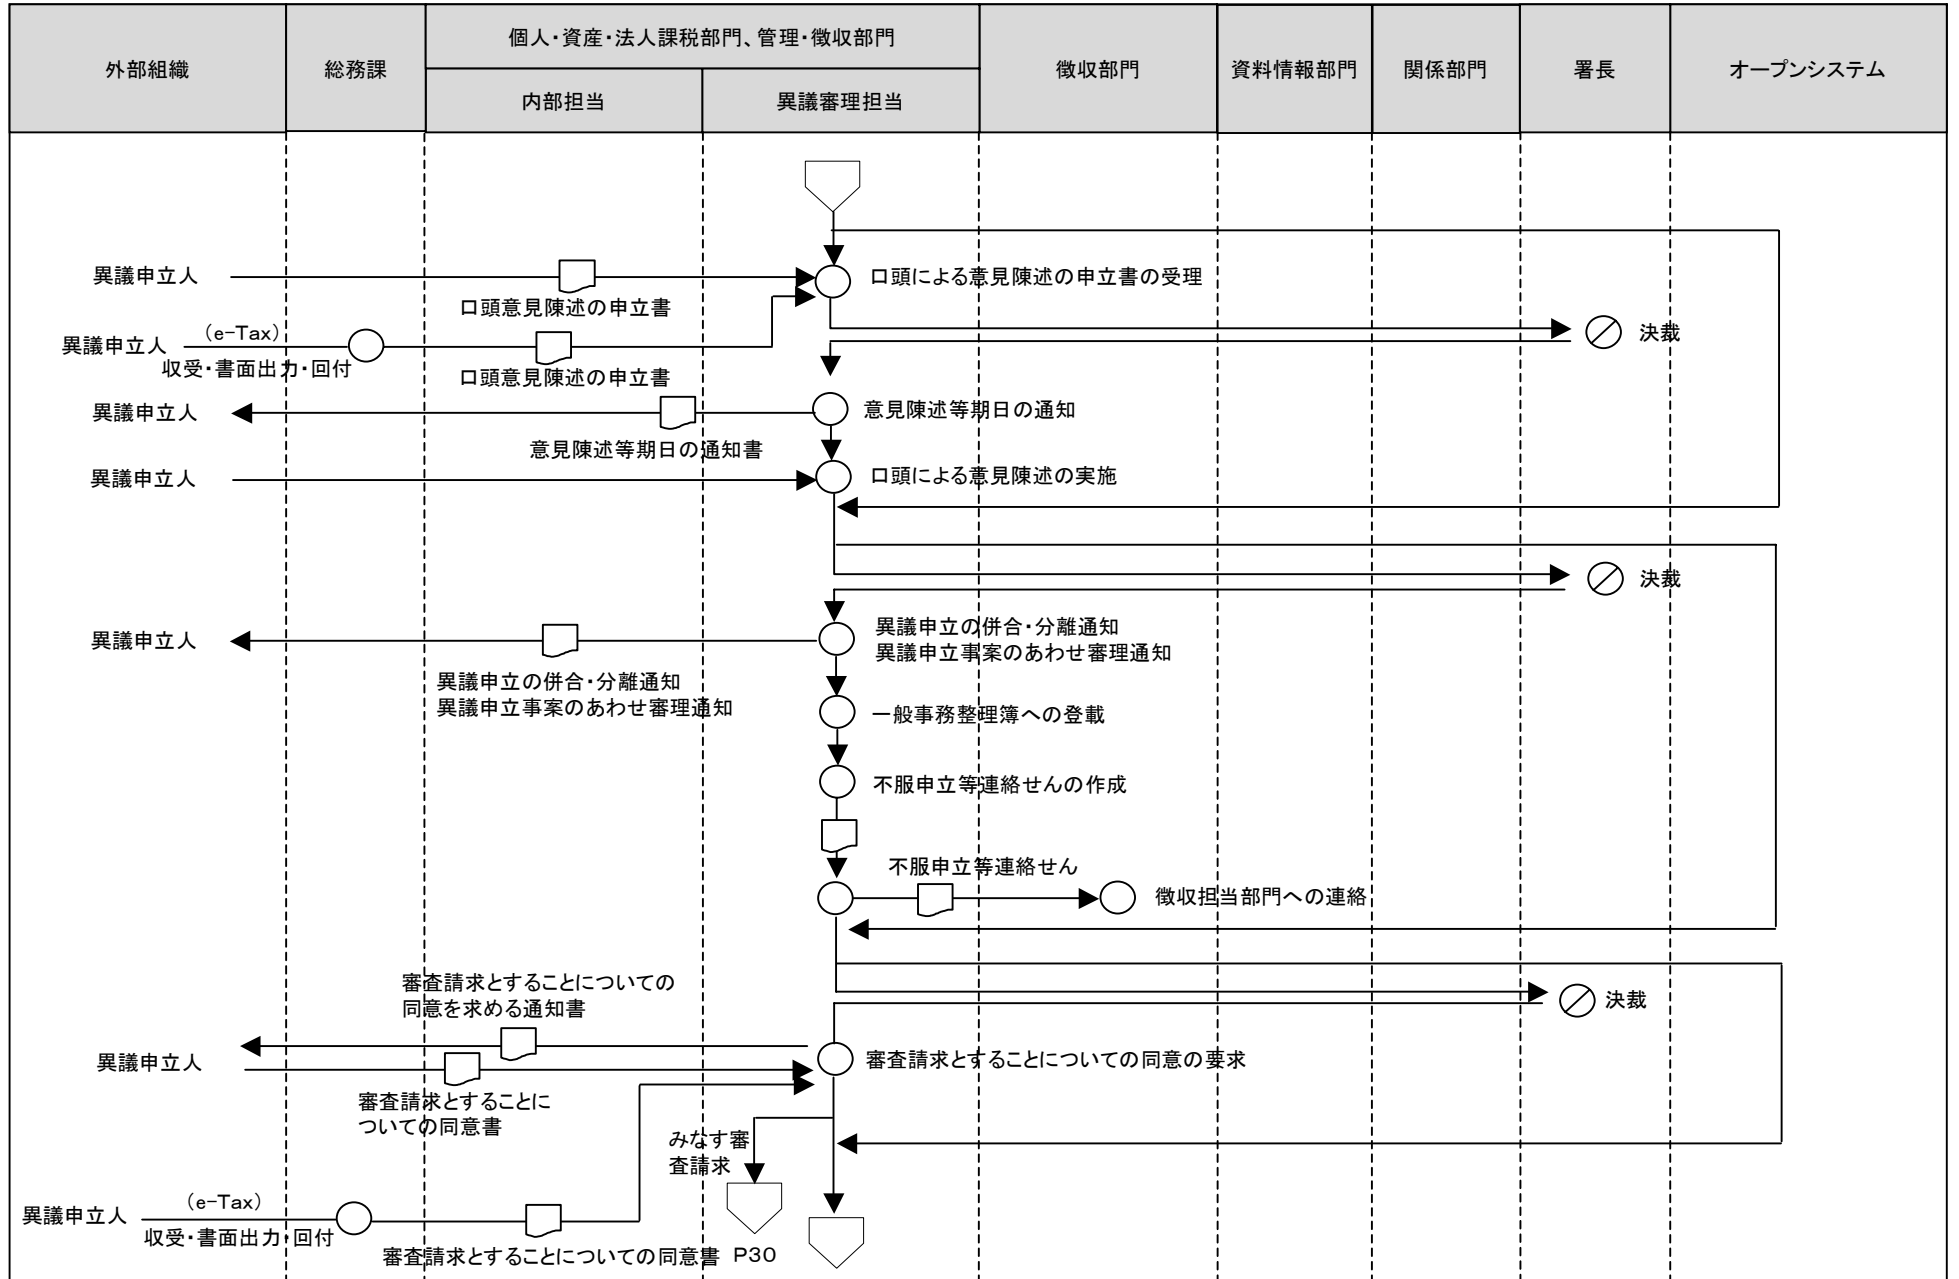 外部組織
総務課
個人・資産・法人課税部門、管理・徴収部門
内部担当
異議審理担当
徴収部門
資料情報部門
関係部門
署長
オープンシステム
異議申立人
口頭意見陳述の申立書
口頭による意見陳述の申立書の受理
異議申立人
（e-Tax）
収受・書面出力・回付
口頭意見陳述の申立書
決裁
異議申立人
意見陳述等期日の通知
意見陳述等期日の通知書
異議申立人
口頭による意見陳述の実施
決裁
異議申立人
異議申立の併合・分離通知
異議申立事案のあわせ審理通知
異議申立の併合・分離通知
異議申立事案のあわせ審理通知
一般事務整理簿への登載
不服申立等連絡せんの作成
不服申立等連絡せん
徴収担当部門への連絡
審査請求とすることについての
同意を求める通知書
決裁
異議申立人
審査請求とすることについての同意の要求
審査請求とすることに
ついての同意書
みなす審
査請求
異議申立人
（e-Tax）
収受・書面出力・回付
審査請求とすることについての同意書
P30